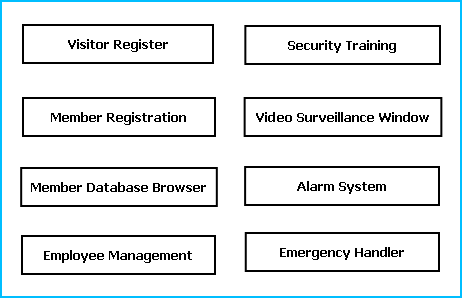 Visitor Register
Security Training
Member Registration
Video Surveillance Window
Member Database Browser
Alarm System
Employee Management
Emergency Handler